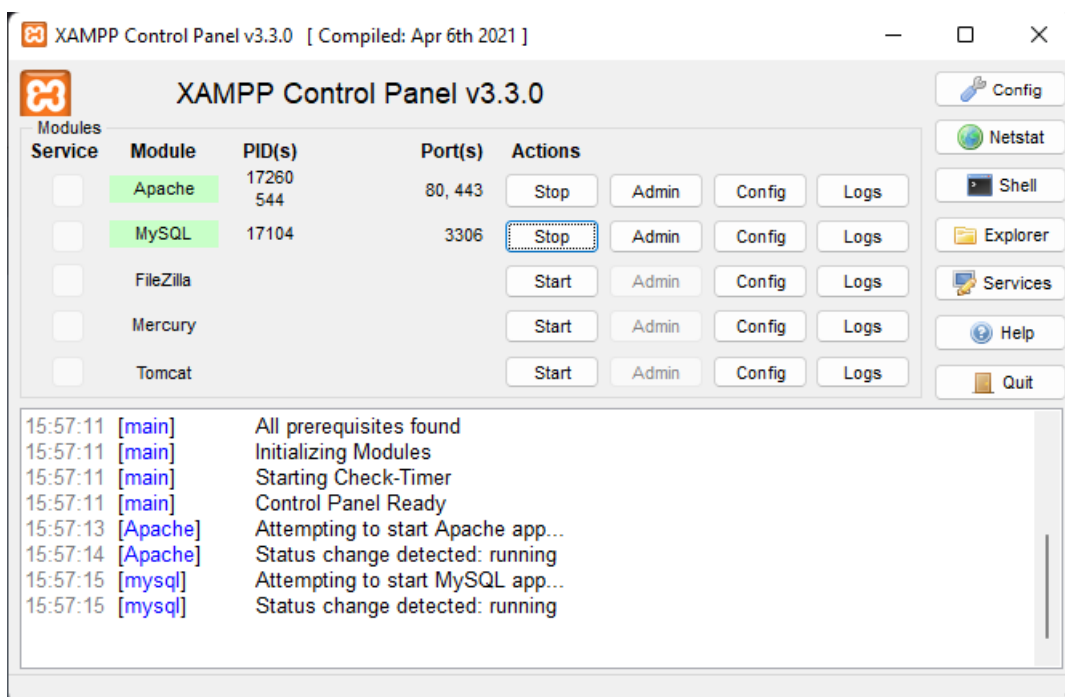 XAMPP Control Panel v3.3.0 [ Compiled: Apr 6th 2021 ]
XAMPP Control Panel v3.3.0
Config
Modules
Netstat
Service Module PID(s) Port(s) Actions
Apache 17260 544 80, 443 Stop Admin Config Logs
Shell
MySQL 17104 3306 Stop Admin Config Logs
Explorer
FileZilla Start Admin Config Logs
Services
Mercury Start Admin Config Logs
Help
Tomcat Start Admin Config Logs
Quit
15:57:11 [main] All prerequisites found
15:57:11 [main] Initializing Modules
15:57:11 [main] Starting Check-Timer
15:57:11 [main] Control Panel Ready
15:57:13 [Apache] Attempting to start Apache app...
15:57:14 [Apache] Status change detected: running
15:57:15 [mysql] Attempting to start MySQL app...
15:57:15 [mysql] Status change detected: running